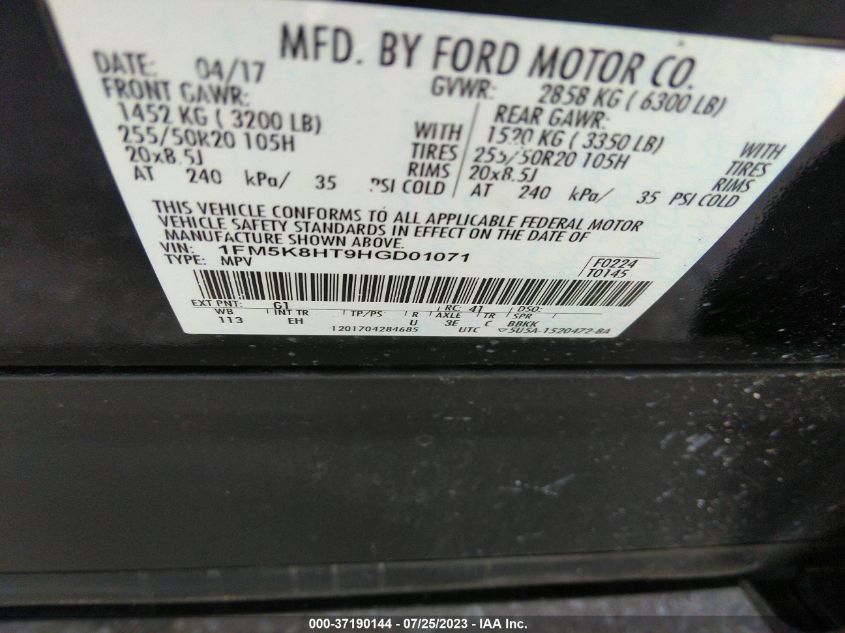 MFD. BY FORD MOTOR CO.
DATE: 04/17 GVWR: 2858 KG ( 6300 LB)
FRONT GAWR: REAR GAWR:
1452 KG ( 3200 LB) WITH 1520 KG ( 3350 LB) WITH
255/50R20 105H TIRES 255/50R20 105H TIRES
20x8.5J RIMS 20x8.5J RIMS
AT 240 kPa/ 35 PSI COLD AT 240 kPa/ 35 PSI COLD
THIS VEHICLE CONFORMS TO ALL APPLICABLE FEDERAL MOTOR
VEHICLE SAFETY STANDARDS IN EFFECT ON THE DATE OF
MANUFACTURE SHOWN ABOVE.
VIN: 1FM5K8HT9HGD01071
TYPE: MPV
F0224
T0145
EXT PNT: G1 RC: 41 DSO:
WB INT TR TP/PS R AXLE TR SPR
113 EH U 3E C BBKK
1201704284685 UTC 5U5A-1520472-BA
000-37190144 / 07/25/2023 - IAA Inc.